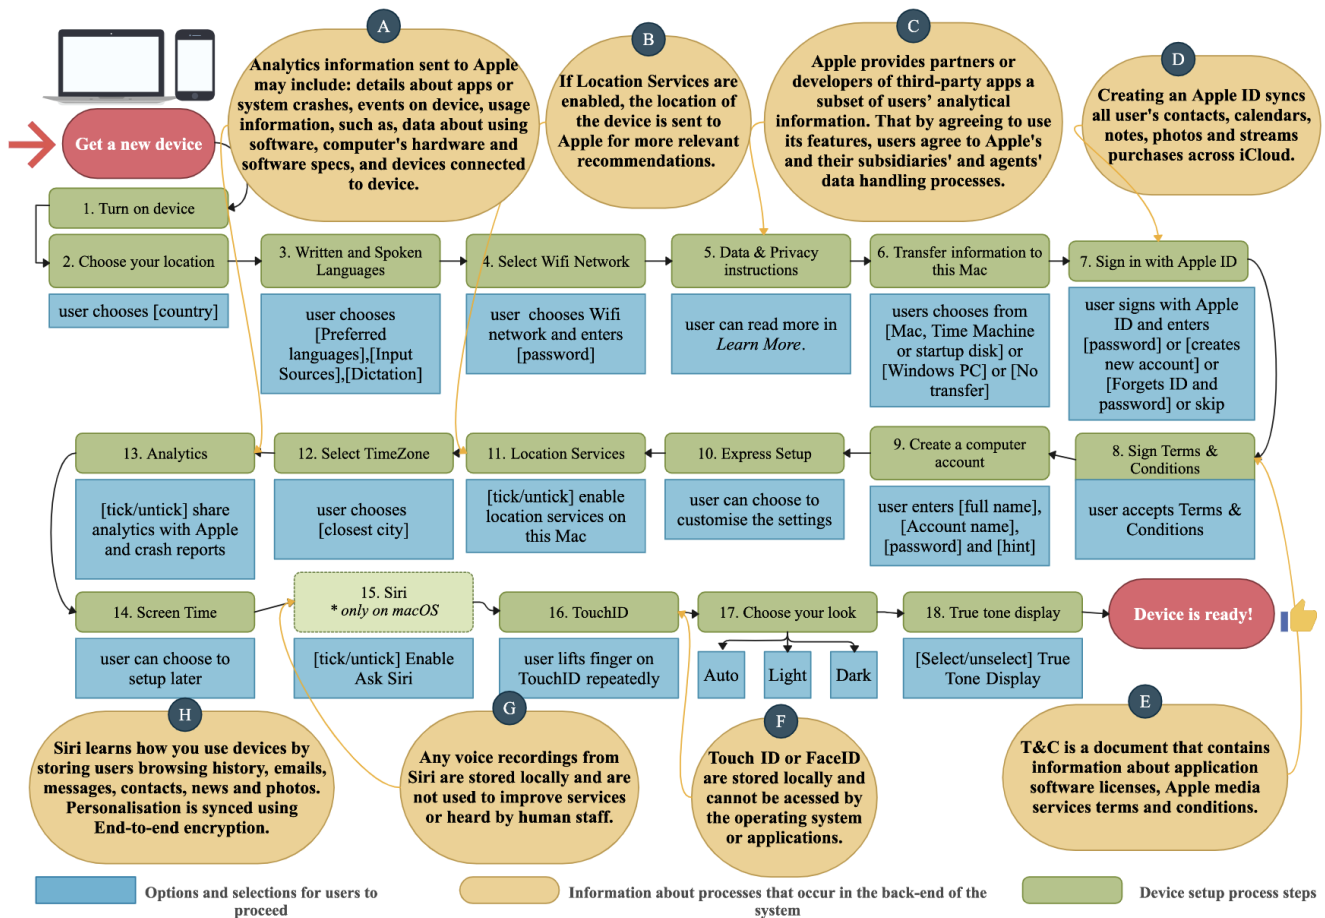 A
Analytics information sent to Apple
may include: details about apps or
system crashes, events on device, usage
information, such as, data about using
software, computer's hardware and
software specs, and devices connected
to device.
B
If Location Services are
enabled, the location of
the device is sent to
Apple for more relevant
recommendations.
C
Apple provides partners or
developers of third-party apps a
subset of users' analytical
information. That by agreeing to use
its features, users agree to Apple's
and their subsidiaries' and agents'
data handling processes.
D
Creating an Apple ID syncs
all user's contacts, calendars,
notes, photos and streams
purchases across iCloud.
Get a new device
1. Turn on device
2. Choose your location
user chooses [country]
3. Written and Spoken
Languages
user chooses
[Preferred
languages],[Input
Sources],[Dictation]
4. Select Wifi Network
user chooses Wifi
network and enters
[password]
5. Data & Privacy
instructions
user can read more in
Learn More.
6. Transfer information to
this Mac
users chooses from
[Mac, Time Machine
or startup disk] or
[Windows PC] or [No
transfer]
7. Sign in with Apple ID
user signs with Apple
ID and enters
[password] or [creates
new account] or
[Forgets ID and
password] or skip
13. Analytics
[tick/untick] share
analytics with Apple
and crash reports
12. Select TimeZone
user chooses
[closest city]
11. Location Services
[tick/untick] enable
location services on
this Mac
10. Express Setup
user can choose to
customise the settings
9. Create a computer
account
user enters [full name],
[Account name],
[password] and [hint]
8. Sign Terms &
Conditions
user accepts Terms &
Conditions
14. Screen Time
user can choose to
setup later
15. Siri
* only on macOS
[tick/untick] Enable
Ask Siri
16. TouchID
user lifts finger on
TouchID repeatedly
17. Choose your look
Auto
Light
Dark
18. True tone display
[Select/unselect] True
Tone Display
Device is ready!
H
Siri learns how you use devices by
storing users browsing history, emails,
messages, contacts, news and photos.
Personalisation is synced using
End-to-end encryption.
G
Any voice recordings from
Siri are stored locally and are
not used to improve services
or heard by human staff.
F
Touch ID or FaceID
are stored locally and
cannot be acessed by
the operating system
or applications.
E
T&C is a document that contains
information about application
software licenses, Apple media
services terms and conditions.
Options and selections for users to
proceed
Information about processes that occur in the back-end of the
system
Device setup process steps